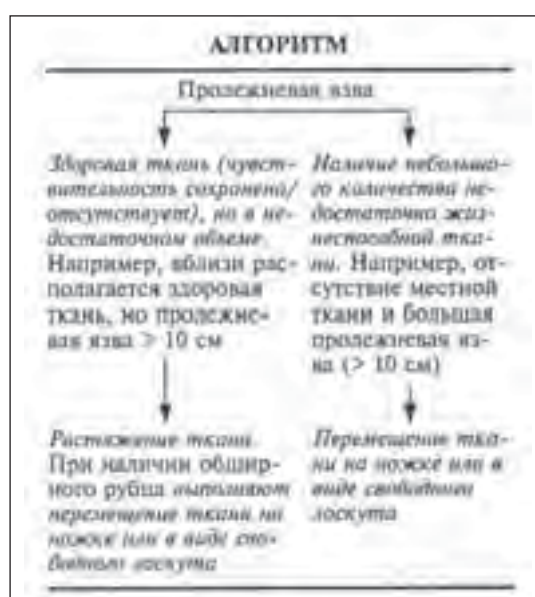 АЛГОРИТМ
Пролежневая язва
Здоровая ткань (чувст-
вительность сохранена/
отсутствует), но в не-
достаточном объеме.
Например, вблизи рас-
полагается здоровая
ткань, но пролежне-
вая язва > 10 см
Наличие небольшо-
го количества не-
достаточно жиз-
неспособной тка-
ни. Например, от-
сутствие местной
ткани и большая
пролежневая яз-
ва (> 10 см)
Растяжение ткани.
При наличии обшир-
ного рубца выполняют
перемещение ткани на
ножке или в виде сво-
бодного лоскута
Перемещение тка-
ни на ножке или в
виде свободного
лоскута